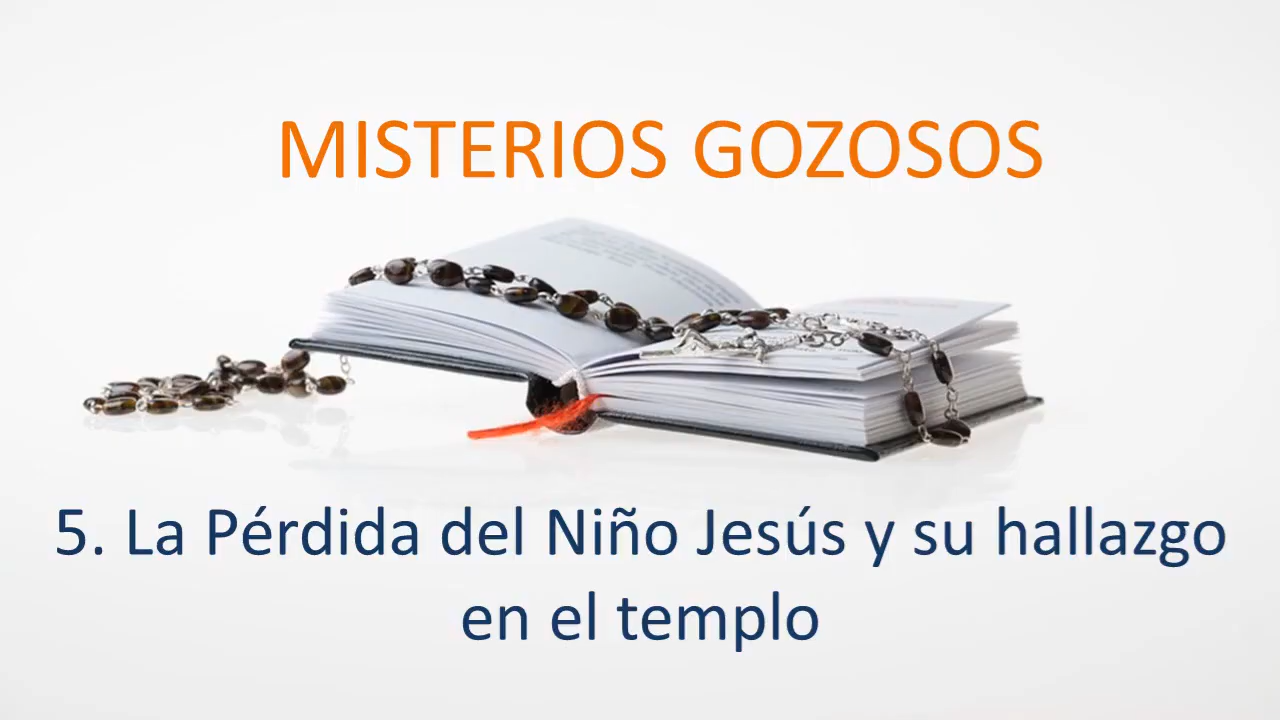 MISTERIOS GOZOSOS
5. La Pérdida del Niño Jesús y su hallazgo
en el templo